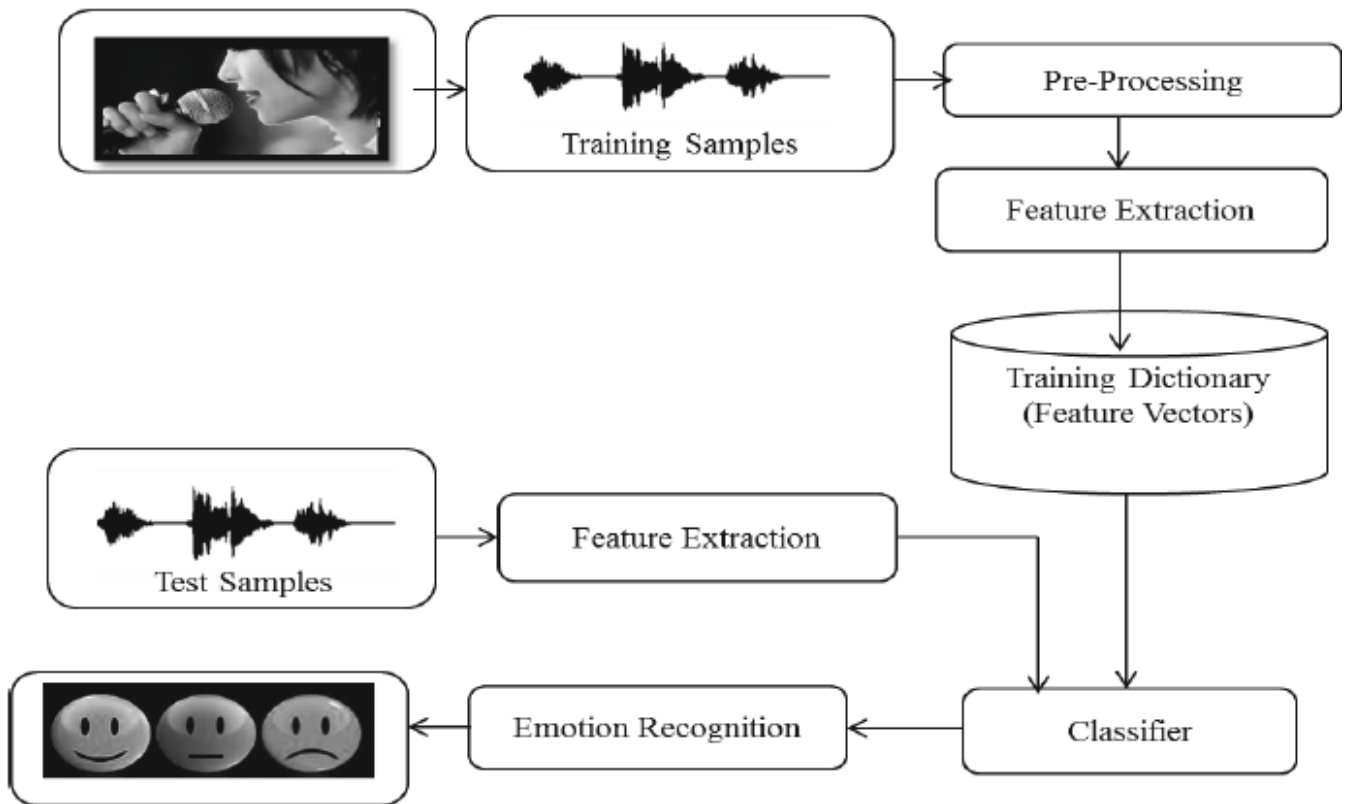 Training Samples
Pre-Processing
Feature Extraction
Training Dictionary
(Feature Vectors)
Test Samples
Feature Extraction
Emotion Recognition
Classifier